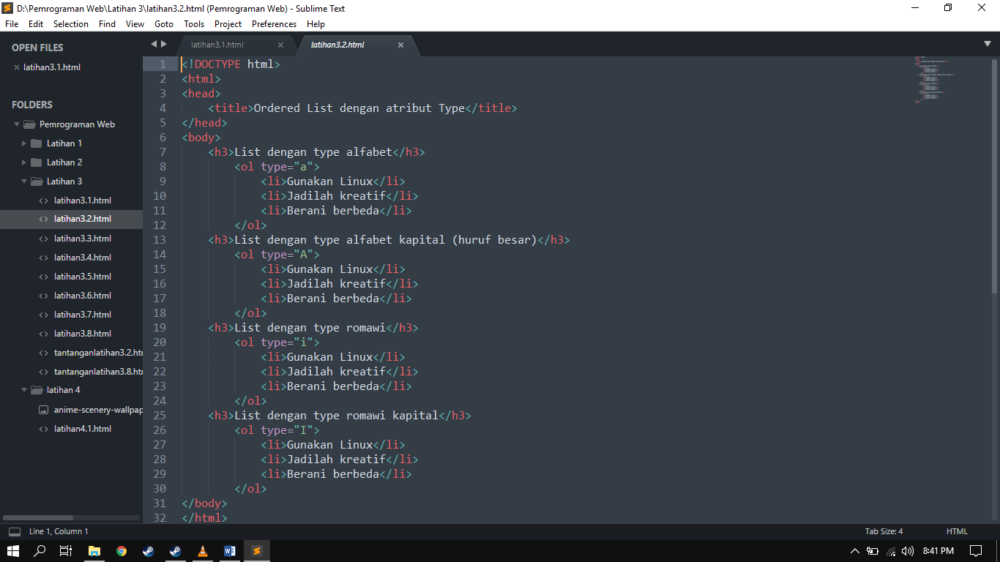 D:\Pemrograman Web\Latihan 3\latihan3.2.html (Pemrograman Web) - Sublime Text
File Edit Selection Find View Goto Tools Project Preferences Help
OPEN FILES
latihan3.1.html
FOLDERS
Pemrograman Web
Latihan 1
Latihan 2
Latihan 3
latihan3.1.html
latihan3.2.html
latihan3.3.html
latihan3.4.html
latihan3.5.html
latihan3.6.html
latihan3.7.html
latihan3.8.html
tantanganlatihan3.2.htm
tantanganlatihan3.8.htm
latihan 4
anime-scenery-wallpap
latihan4.1.html
latihan3.1.html latihan3.2.html
1 <!DOCTYPE html>
2 <html>
3 <head>
4     <title>Ordered List dengan atribut Type</title>
5 </head>
6 <body>
7     <h3>List dengan type alfabet</h3>
8         <ol type="a">
9             <li>Gunakan Linux</li>
10             <li>Jadilah kreatif</li>
11             <li>Berani berbeda</li>
12         </ol>
13     <h3>List dengan type alfabet kapital (huruf besar)</h3>
14         <ol type="A">
15             <li>Gunakan Linux</li>
16             <li>Jadilah kreatif</li>
17             <li>Berani berbeda</li>
18         </ol>
19     <h3>List dengan type romawi</h3>
20         <ol type="i">
21             <li>Gunakan Linux</li>
22             <li>Jadilah kreatif</li>
23             <li>Berani berbeda</li>
24         </ol>
25     <h3>List dengan type romawi kapital</h3>
26         <ol type="I">
27             <li>Gunakan Linux</li>
28             <li>Jadilah kreatif</li>
29             <li>Berani berbeda</li>
30         </ol>
31 </body>
32 </html>
Line 1, Column 1 Tab Size: 4 HTML
8:41 PM